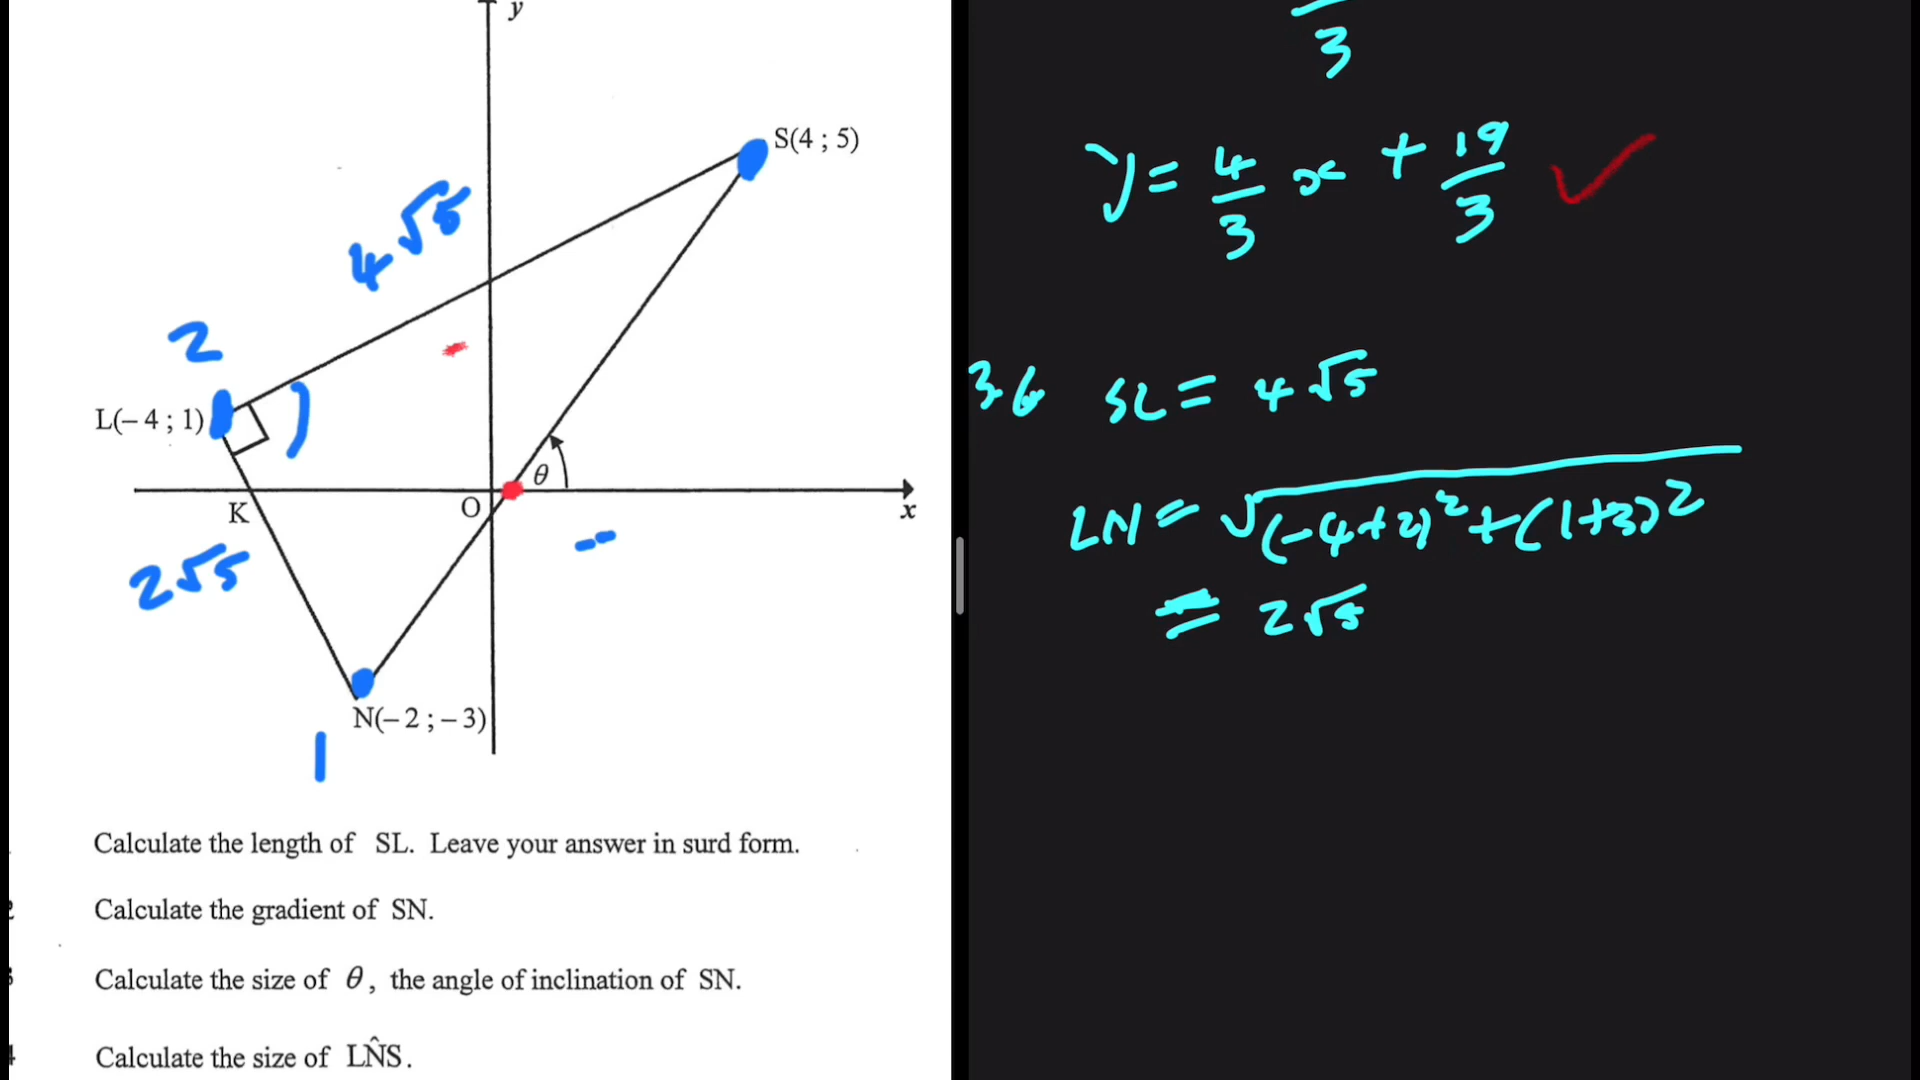 y
S(4 ; 5)
4√5
2
L(– 4 ; 1)
θ
K
O
x
2√5
N(– 2 ; – 3)
1
Calculate the length of SL. Leave your answer in surd form.
Calculate the gradient of SN.
Calculate the size of θ, the angle of inclination of SN.
Calculate the size of LN̂S.
3
y = 4/3 x + 19/3
36 SL = 4√5
LN = √(-4+2)² + (1+3)²
= 2√5